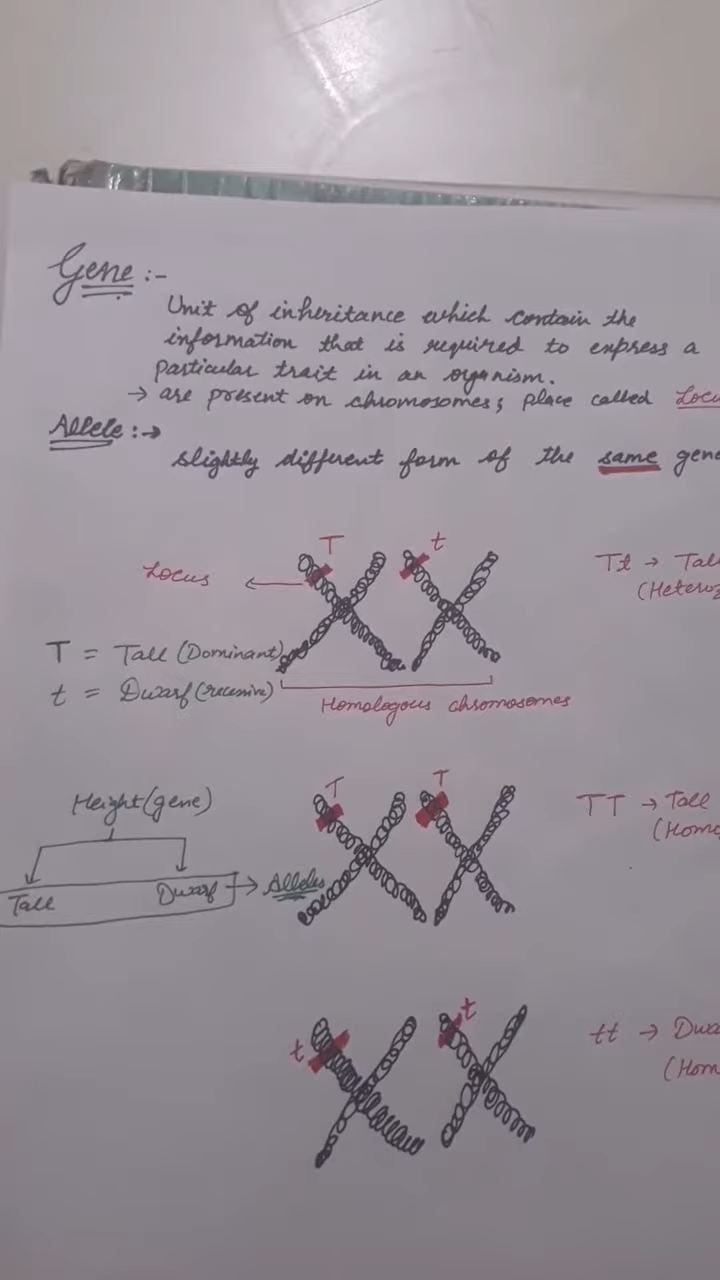 Gene :-
Unit of inheritance which contain the
information that is required to express a
particular trait in an organism.
→ are present on chromosomes; place called
Allele :→
slightly different form of the same gene
T t
Locus
Tt →
T = Tall (Dominant)
t = Dwarf (recessive)
Homologous chromosomes
Height (gene)
T T
TT → Tall
Tall Dwarf → Alleles
t t
tt →